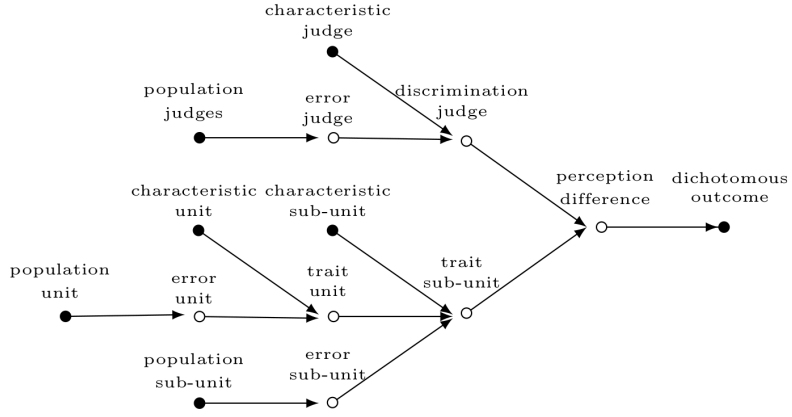 characteristic
judge
population
judges
error
judge
discrimination
judge
perception
difference
dichotomous
outcome
characteristic
unit
characteristic
sub-unit
population
unit
error
unit
trait
unit
trait
sub-unit
population
sub-unit
error
sub-unit